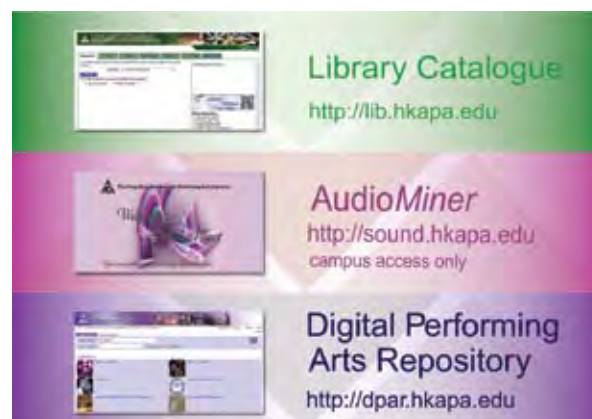 Library Catalogue
http://lib.hkapa.edu
AudioMiner
http://sound.hkapa.edu
campus access only
Digital Performing
Arts Repository
http://dpar.hkapa.edu